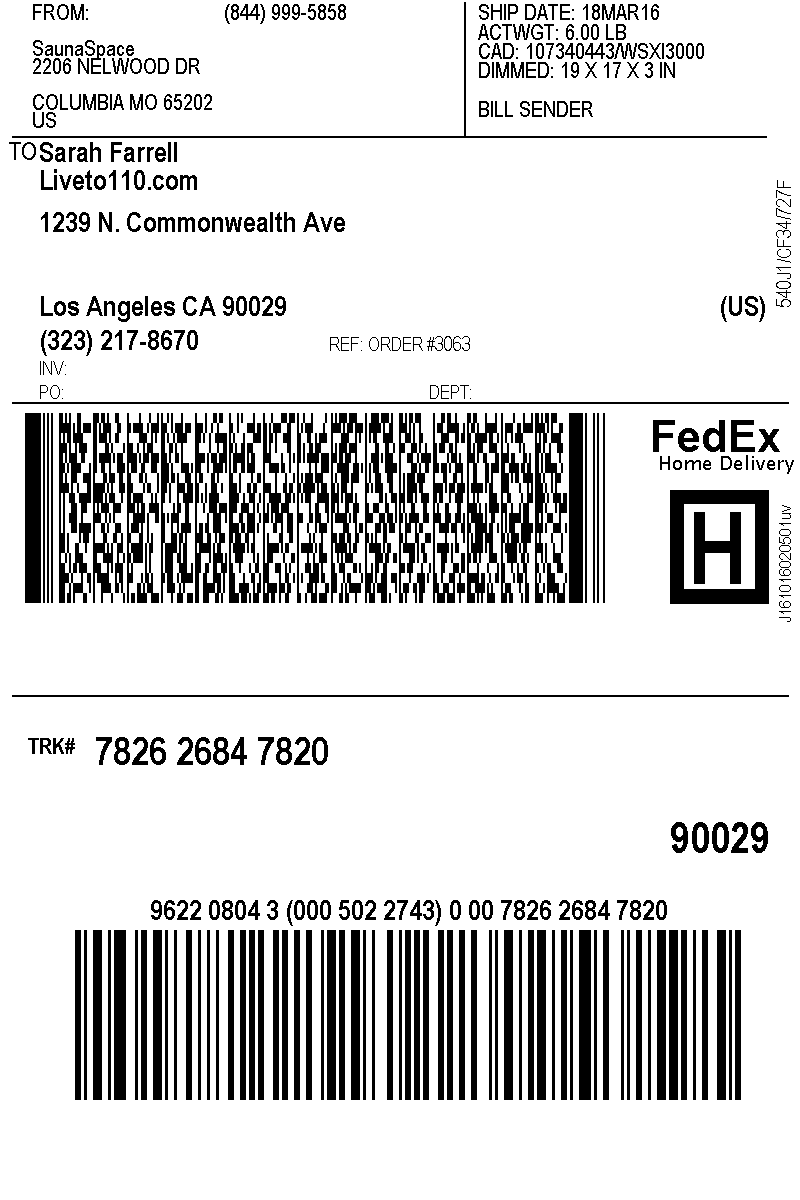 FROM: (844) 999-5858
SaunaSpace
2206 NELWOOD DR
COLUMBIA MO 65202
US
SHIP DATE: 18MAR16
ACTWGT: 6.00 LB
CAD: 107340443/WSXI3000
DIMMED: 19 X 17 X 3 IN
BILL SENDER
TO Sarah Farrell
Liveto110.com
1239 N. Commonwealth Ave
Los Angeles CA 90029 (US)
(323) 217-8670 REF: ORDER #3063
INV:
PO: DEPT:
540J1/CF34/727F
FedEx
Home Delivery
H
J161016020501uv
TRK# 7826 2684 7820
90029
9622 0804 3 (000 502 2743) 0 00 7826 2684 7820